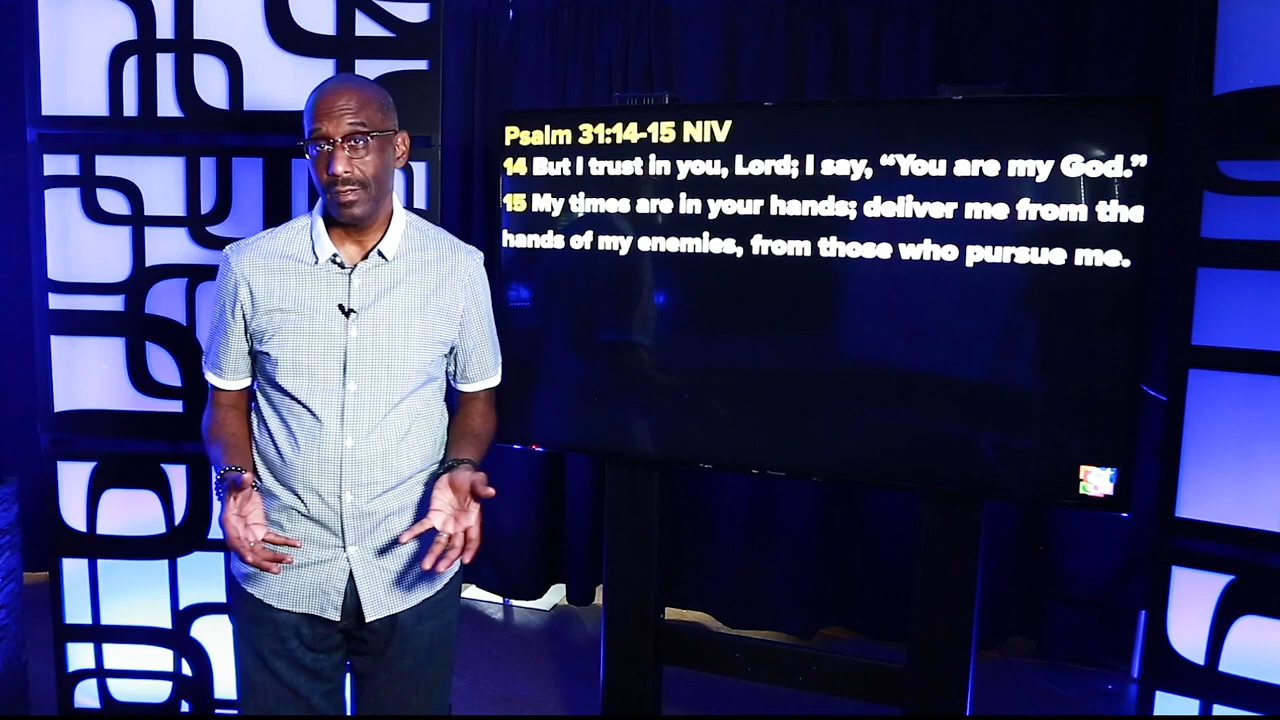 Psalm 31:14-15 NIV
14 But I trust in you, Lord; I say, “You are my God.”
15 My times are in your hands; deliver me from the
hands of my enemies, from those who pursue me.